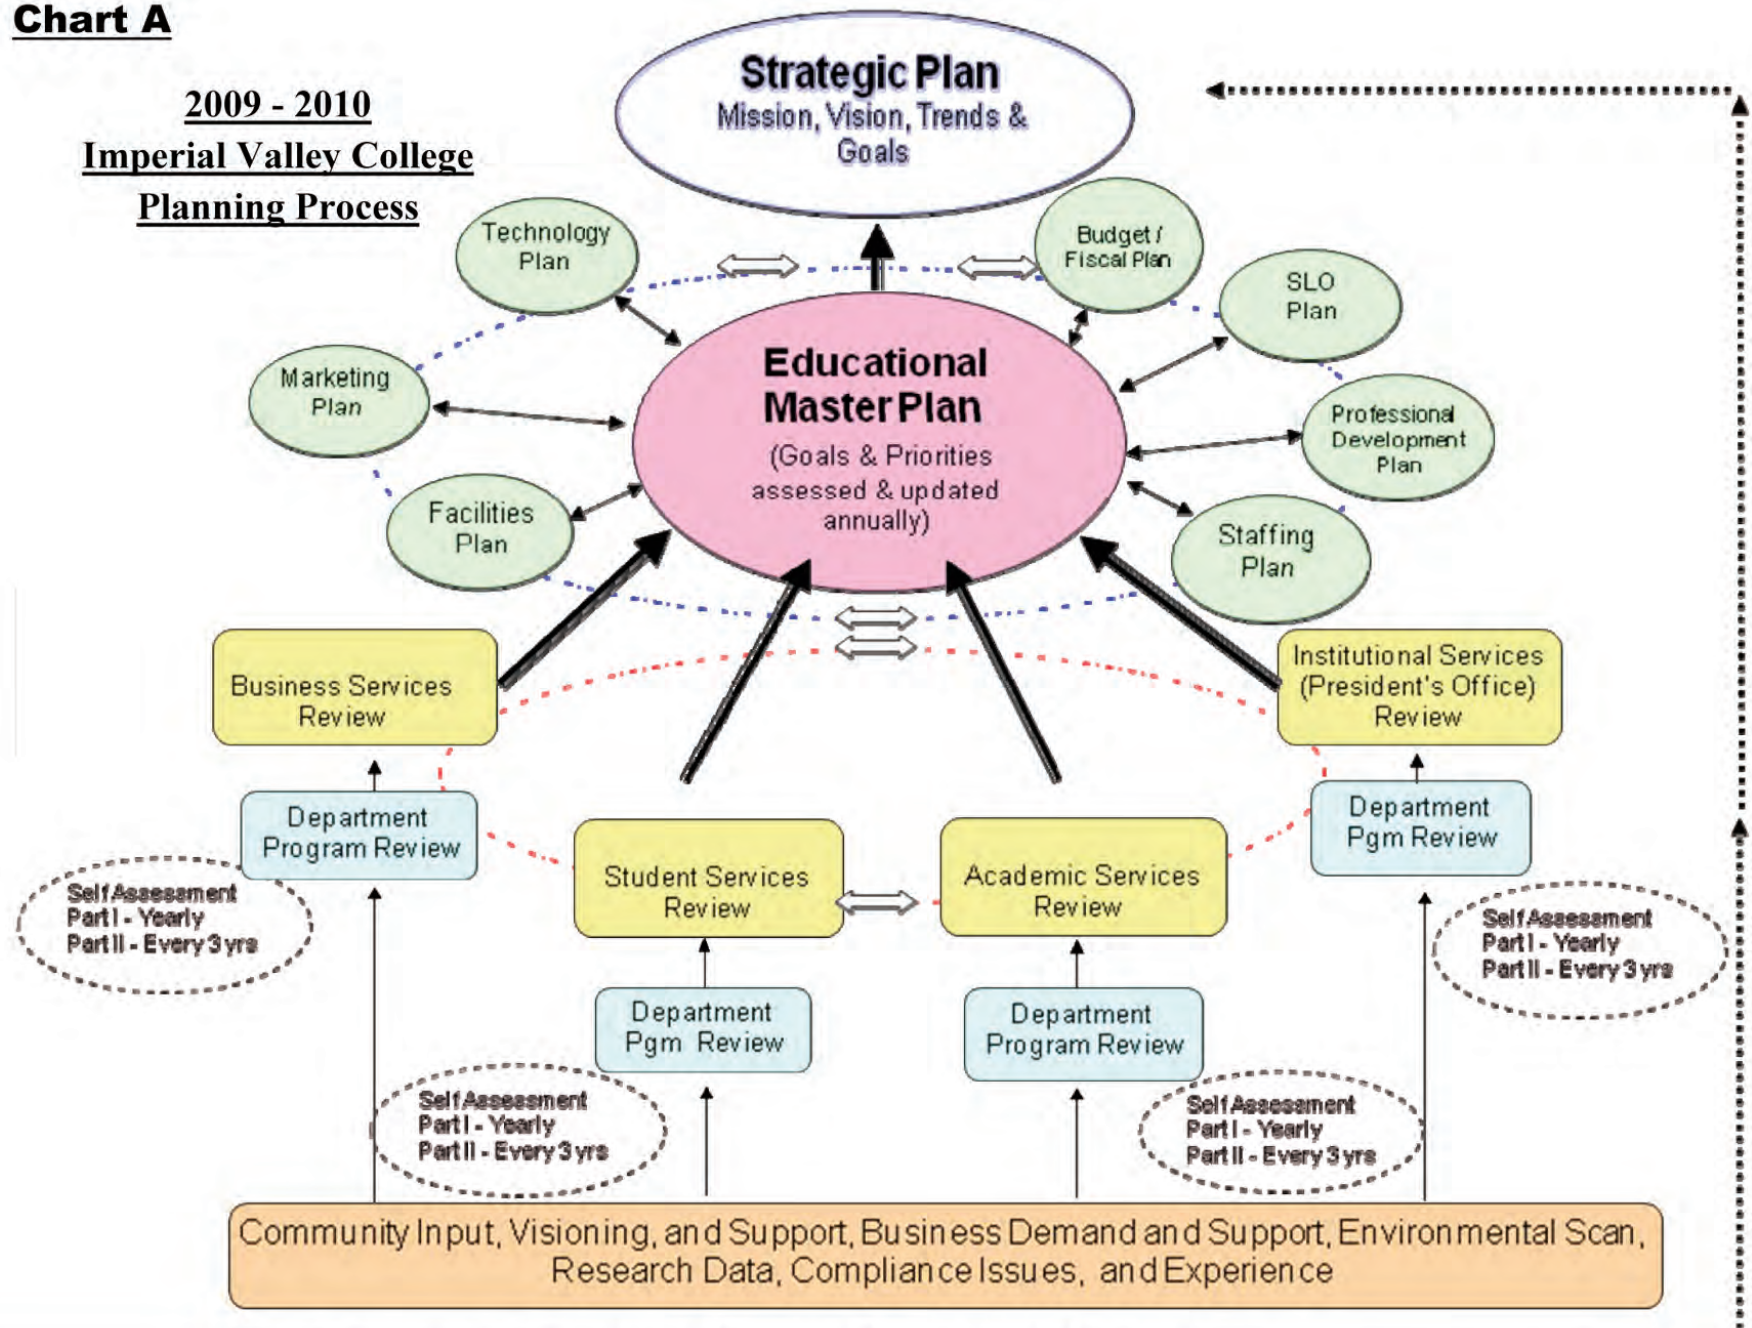 Chart A
2009 - 2010
Imperial Valley College
Planning Process
Strategic Plan
Mission, Vision, Trends &
Goals
Technology
Plan
Budget /
Fiscal Plan
SLO
Plan
Marketing
Plan
Educational
Master Plan
(Goals & Priorities
assessed & updated
annually)
Professional
Development
Plan
Facilities
Plan
Staffing
Plan
Business Services
Review
Institutional Services
(President's Office)
Review
Department
Program Review
Department
Pgm Review
Student Services
Review
Academic Services
Review
Self Assessment
Part I - Yearly
Part II - Every 3 yrs
Self Assessment
Part I - Yearly
Part II - Every 3 yrs
Department
Pgm Review
Department
Program Review
Self Assessment
Part I - Yearly
Part II - Every 3 yrs
Self Assessment
Part I - Yearly
Part II - Every 3 yrs
Community Input, Visioning, and Support, Business Demand and Support, Environmental Scan,
Research Data, Compliance Issues, and Experience